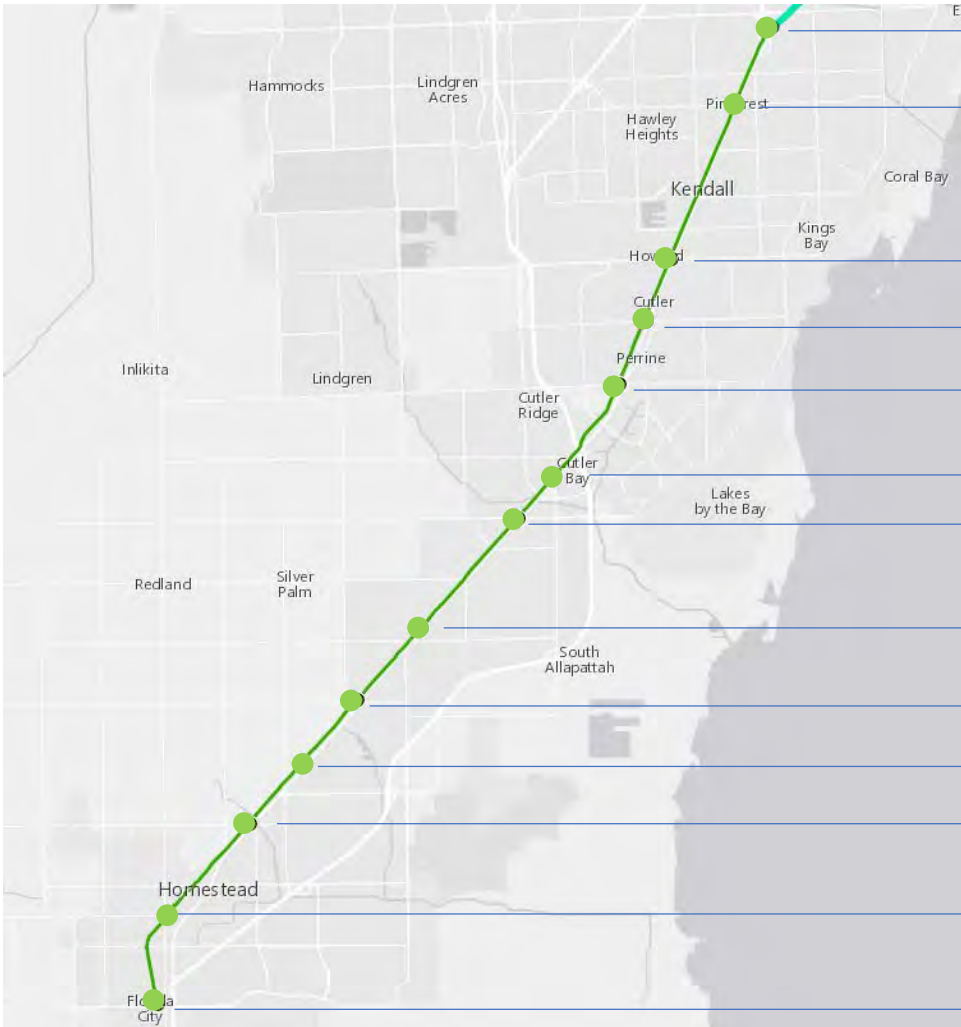 E
Hammocks
Lindgren
Acres
Hawley
Heights
Kendall
Coral Bay
Kings
Bay
Cutler
Perrine
Inlikita
Lindgren
Cutler
Ridge
Cutler
Bay
Lakes
by the Bay
Redland
Silver
Palm
South
Allapattah
Homestead
City